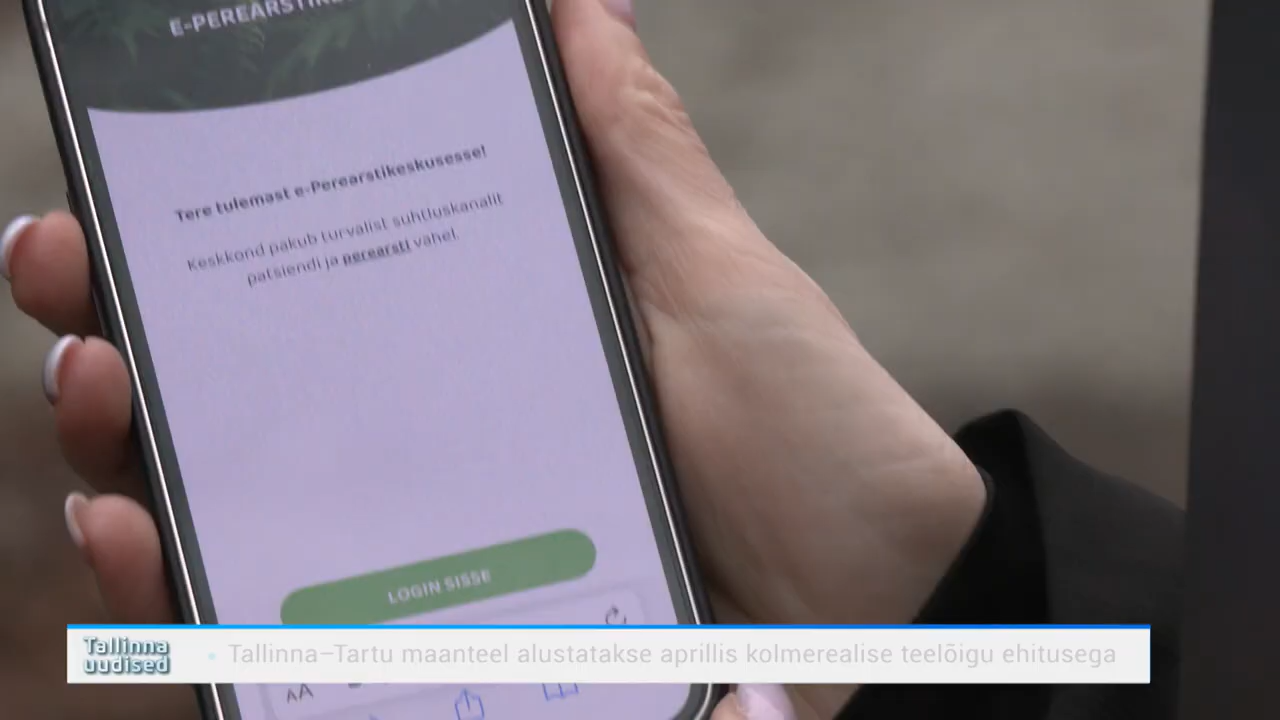 E-PEREARSTIKE
Tere tulemast e-Perearstikeskusesse!
Keskkond pakub turvalist suhtluskanalit
patsiendi ja perearsti vahel.
LOGIN SISSE
AA
Tallinna
uudised
• Tallinna–Tartu maanteel alustatakse aprillis kolmerealise teelõigu ehitusega